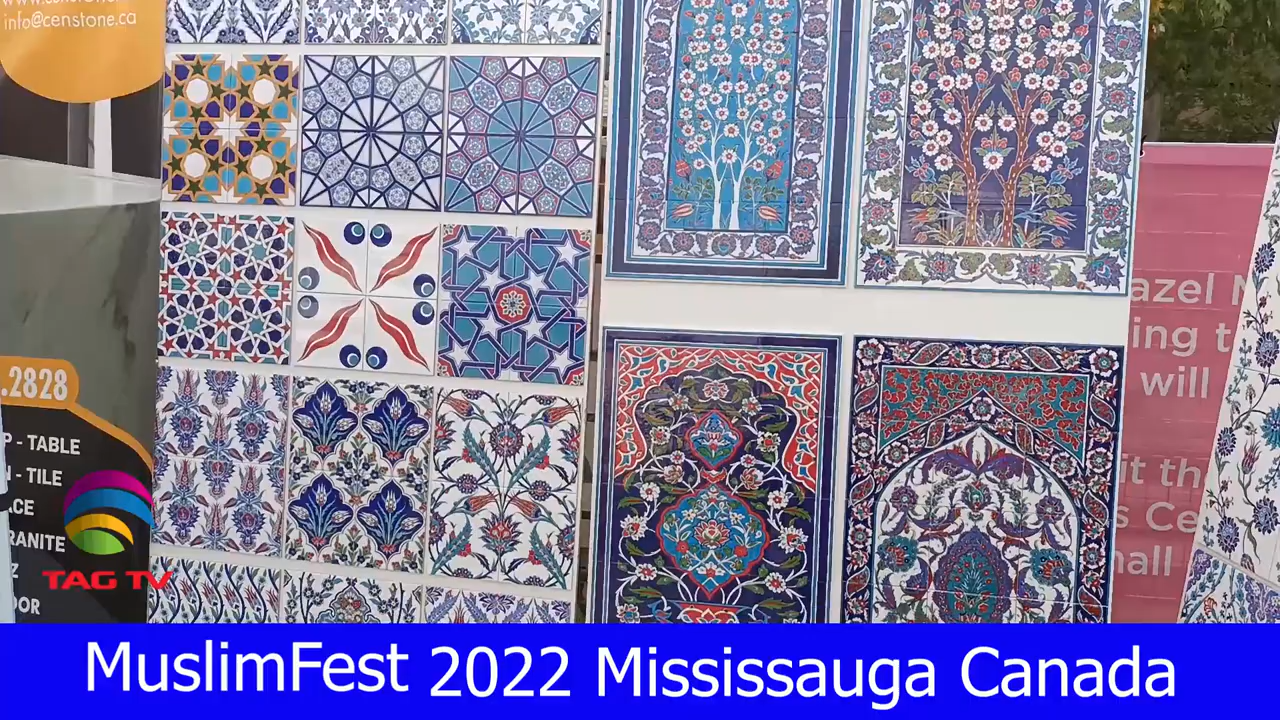 info@censtone.ca
.2828
P - TABLE
N - TILE
ACE
RANITE
Z
OOR
TAG TV
azel M
ing t
will
it th
s Ce
hall
MuslimFest 2022 Mississauga Canada